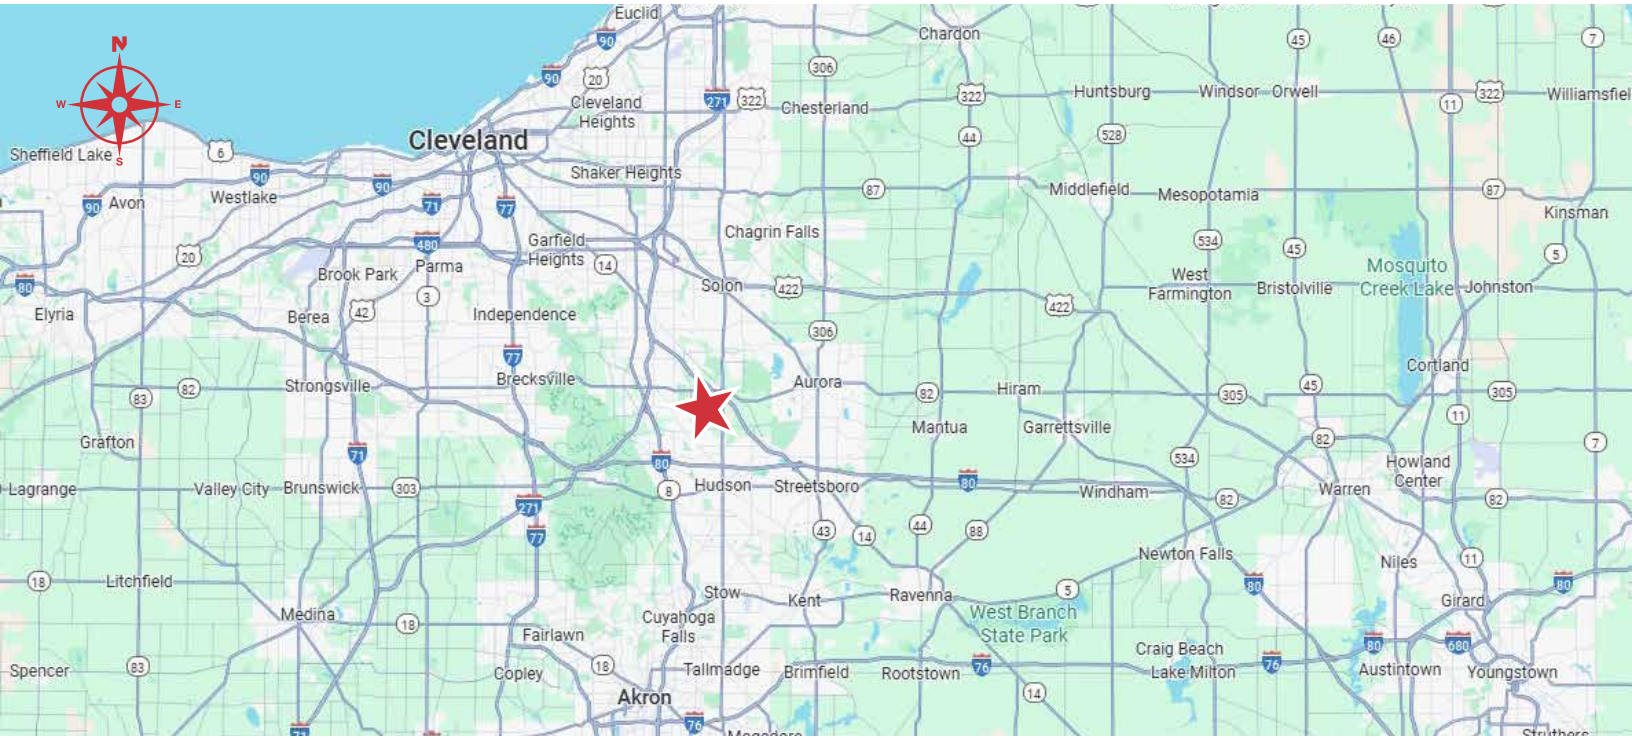 Euclid
Chardon
45
46
7
N
90
306
90
20
322
271
322
Cleveland
Heights
Chesterland
Huntsburg
Windsor
Orwell
322
11
Williamsfiel
W
E
S
Cleveland
44
528
Sheffield Lake
6
90
90
Shaker Heights
87
Middlefield
Mesopotamia
87
90
Avon
Westlake
71
77
Kinsman
Chagrin Falls
480
Garfield
Heights
534
45
5
20
Brook Park
Parma
14
80
Solon
422
West
Farmington
Bristolville
Mosquito
Creek Lake
Johnston
Elyria
Berea
42
3
Independence
422
306
77
Cortland
Strongsville
Brecksville
Aurora
82
Hiram
305
45
305
83
82
11
Grafton
Mantua
Garrettsville
82
7
71
80
534
Howland
Center
Lagrange
Valley City
Brunswick
303
8
Hudson
Streetsboro
80
Windham
82
Warren
82
271
77
43
14
44
88
Newton Falls
Niles
11
18
Litchfield
Stow
Kent
Ravenna
5
80
Girard
80
Medina
18
Cuyahoga
Falls
West Branch
State Park
Fairlawn
Craig Beach
80
680
Spencer
83
Copley
18
Tallmadge
Brimfield
Rootstown
76
Lake Milton
76
Austintown
Youngstown
Akron
14
71
76
Mogadore
Struthers